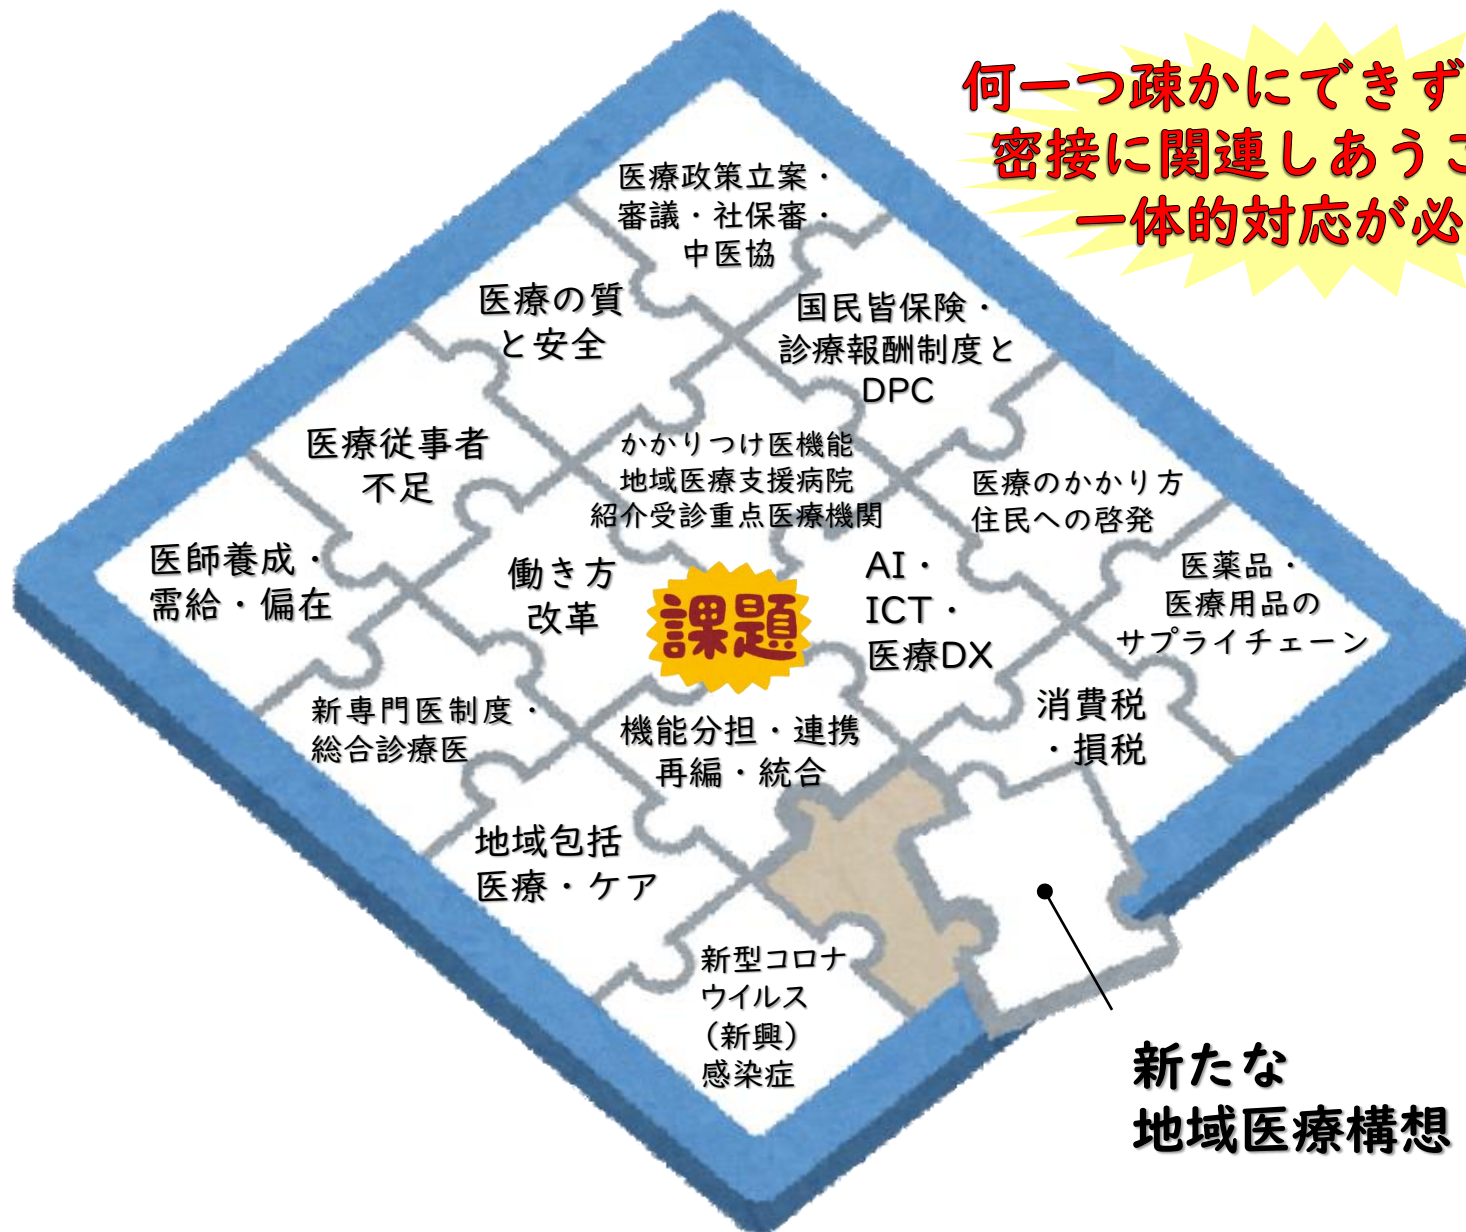 何一つ疎かにできず
密接に関連しあうこ
一体的対応が必
医療政策立案・
審議・社保審・
中医協
医療の質
と安全
国民皆保険・
診療報酬制度と
DPC
医療従事者
不足
かかりつけ医機能
地域医療支援病院
紹介受診重点医療機関
医療のかかり方
住民への啓発
医師養成・
需給・偏在
働き方
改革
課題
AI・
ICT・
医療DX
医薬品・
医療用品の
サプライチェーン
新専門医制度・
総合診療医
機能分担・連携
再編・統合
消費税
・損税
地域包括
医療・ケア
新型コロナ
ウイルス
（新興）
感染症
新たな
地域医療構想